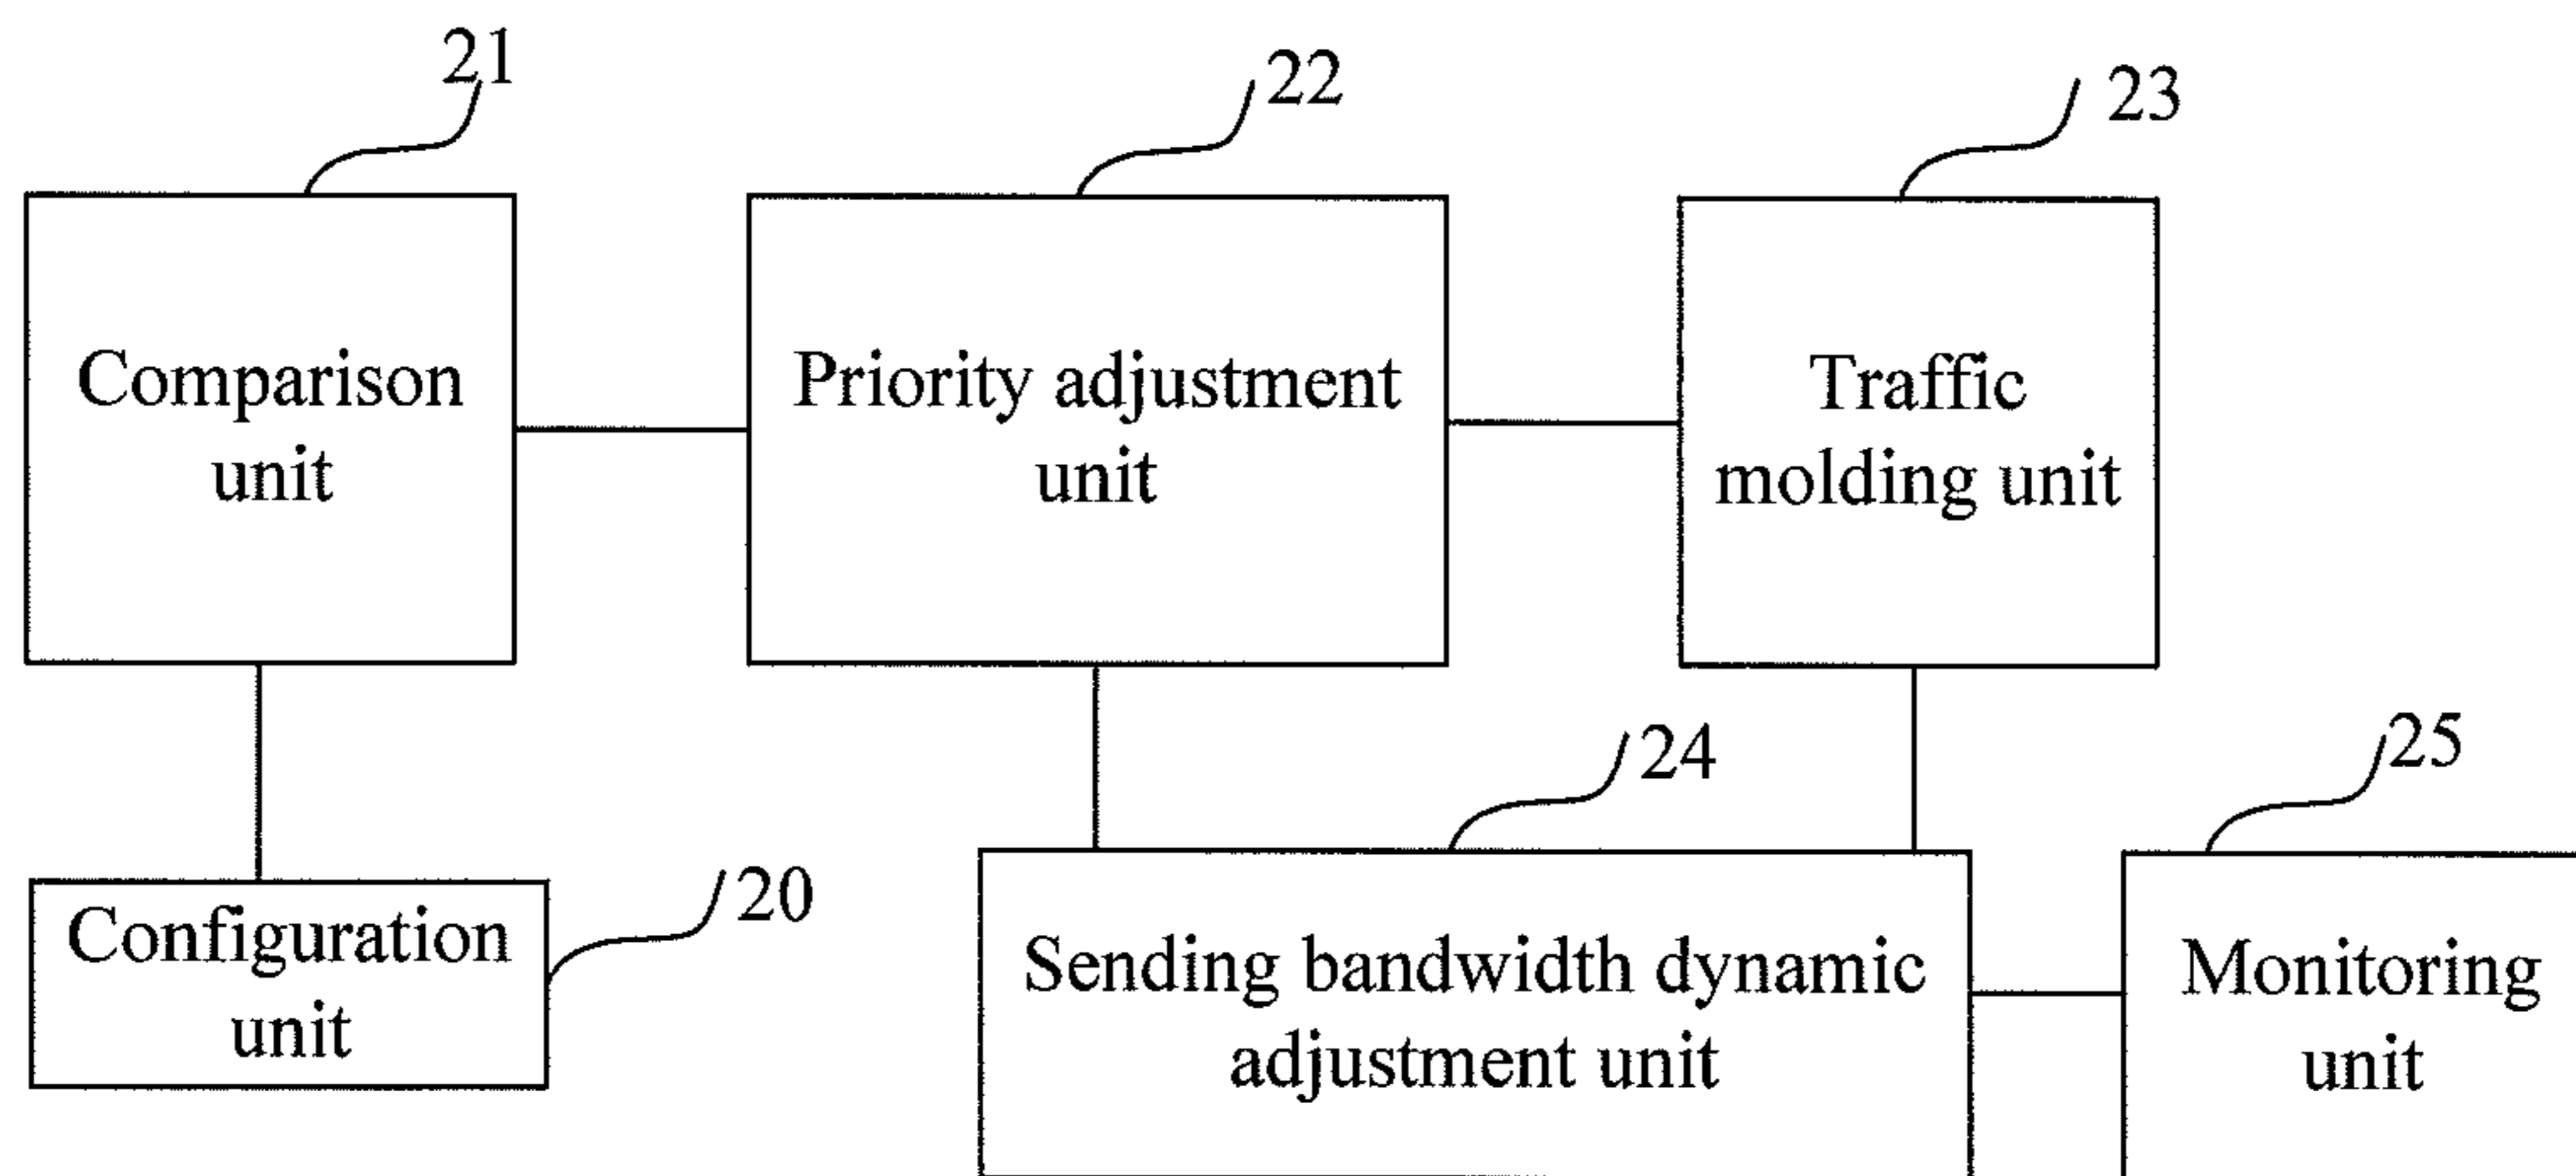 21
22
23
Comparison
unit
Priority adjustment
unit
Traffic
molding unit
24
25
20
Configuration
unit
Sending bandwidth dynamic
adjustment unit
Monitoring
unit